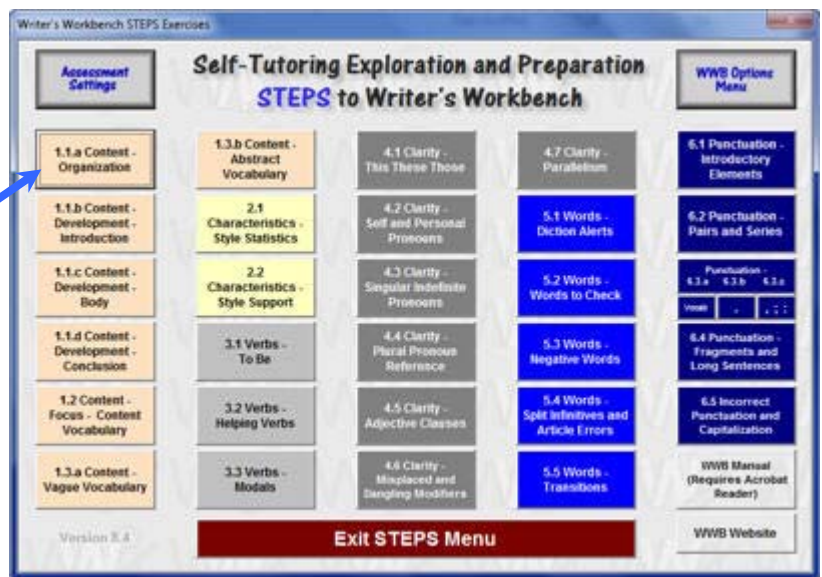 Writer's Workbench STEPS Exercises
Assessment
Settings
Self-Tutoring Exploration and Preparation
STEPS to Writer's Workbench
WWB Options
Menu
1.1.a Content -
Organization
1.3.b Content -
Abstract
Vocabulary
4.1 Clarity -
This These Those
4.7 Clarity -
Parallelism
6.1 Punctuation -
Introductory
Elements
1.1.b Content -
Development -
Introduction
2.1
Characteristics -
Style Statistics
4.2 Clarity -
Self and Personal
Pronouns
5.1 Words -
Diction Alerts
6.2 Punctuation -
Pairs and Series
1.1.c Content -
Development -
Body
2.2
Characteristics -
Style Support
4.3 Clarity -
Singular Indefinite
Pronouns
5.2 Words -
Words to Check
Punctuation -
6.3.a 6.3.b 6.3.c
1.1.d Content -
Development -
Conclusion
3.1 Verbs -
To Be
4.4 Clarity -
Plural Pronoun
Reference
5.3 Words -
Negative Words
6.4 Punctuation -
Fragments and
Long Sentences
1.2 Content -
Focus - Content
Vocabulary
3.2 Verbs -
Helping Verbs
4.5 Clarity -
Adjective Clauses
5.4 Words -
Split Infinitives and
Article Errors
6.5 Incorrect
Punctuation and
Capitalization
1.3.a Content -
Vague Vocabulary
3.3 Verbs -
Modals
4.6 Clarity -
Misplaced and
Dangling Modifiers
5.5 Words -
Transitions
WWB Manual
(Requires Acrobat
Reader)
Version 8.4
Exit STEPS Menu
WWB Website